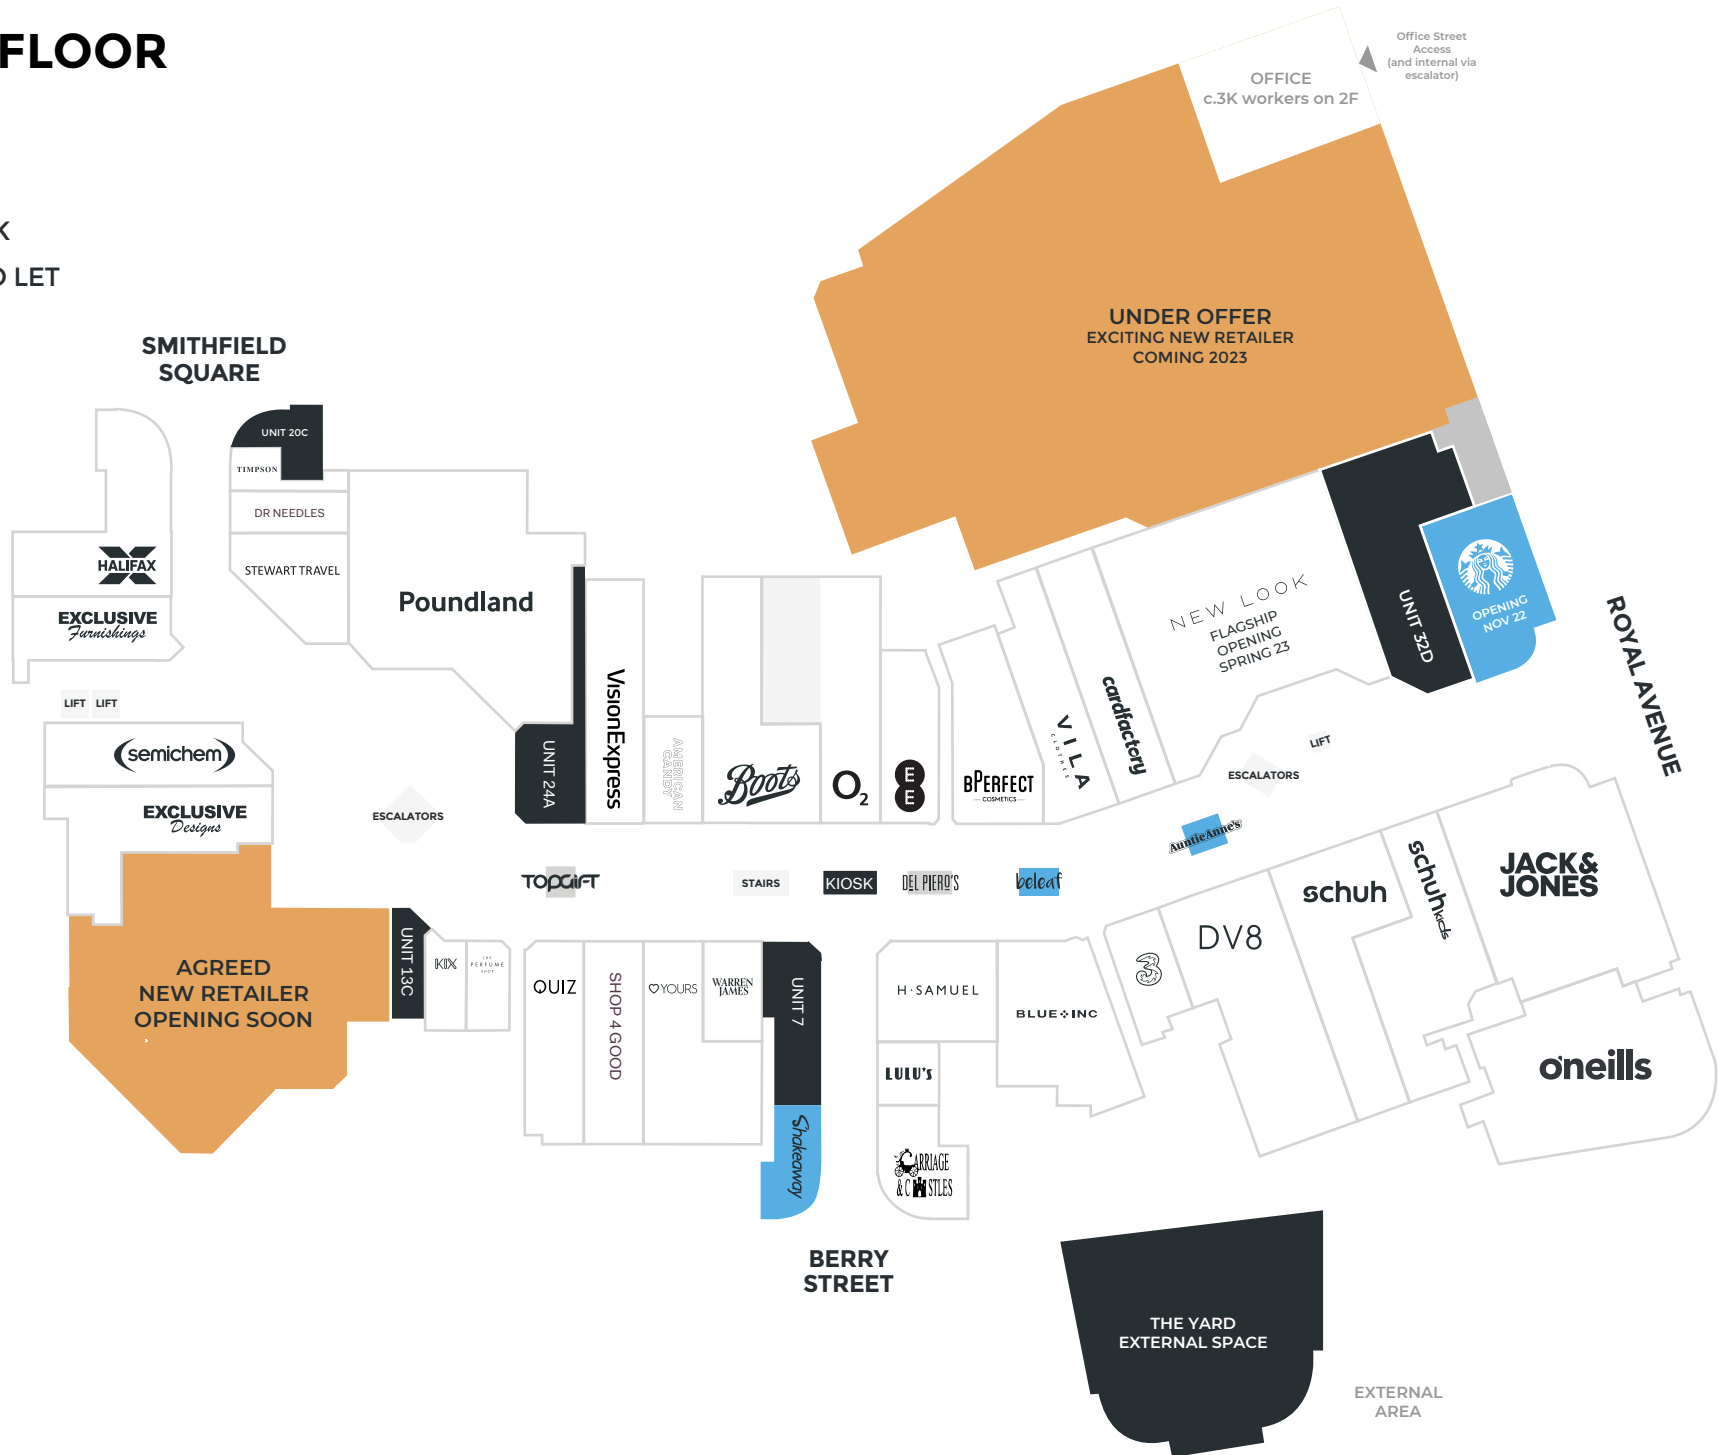 FLOOR
K
LET
Office Street
Access
(and internal via
escalator)
OFFICE
c.3K workers on 2F
UNDER OFFER
EXCITING NEW RETAILER
COMING 2023
SMITHFIELD
SQUARE
UNIT 20C
TIMPSON
DR NEEDLES
STEWART TRAVEL
HALIFAX
EXCLUSIVE
Furnishings
Poundland
LIFT LIFT
semichem
EXCLUSIVE
Designs
ESCALATORS
UNIT 24A
VisionExpress
AMERICAN
CANDY
Boots
O2
EE
BPERFECT
COSMETICS
VILA
CLOTHES
cardfactory
NEW LOOK
FLAGSHIP
OPENING
SPRING 23
UNIT 32D
OPENING
NOV 22
ROYAL AVENUE
LIFT
ESCALATORS
AuntieAnne's
TOPGIFT
STAIRS
KIOSK
DEL PIERO'S
beleaf
AGREED
NEW RETAILER
OPENING SOON
UNIT 13C
KIX
THE
PERFUME
SHOP
QUIZ
SHOP 4 GOOD
YOURS
WARREN
JAMES
UNIT 7
Shakeaway
H·SAMUEL
LULU'S
CARRIAGE
& CASTLES
BLUE INC
3
DV8
schuh
schuh kids
JACK&
JONES
o'neills
BERRY
STREET
THE YARD
EXTERNAL SPACE
EXTERNAL
AREA